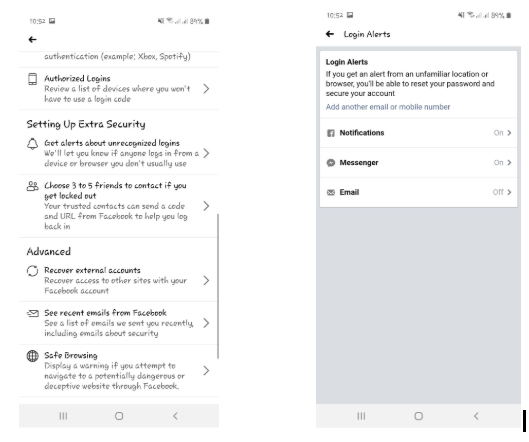 10:52 89%
authentication (example: Xbox, Spotify)
Authorized Logins
Review a list of devices where you won't
have to use a login code
Setting Up Extra Security
Get alerts about unrecognized logins
We'll let you know if anyone logs in from a
device or browser you don't usually use
Choose 3 to 5 friends to contact if you
get locked out
Your trusted contacts can send a code
and URL from Facebook to help you log
back in
Advanced
Recover external accounts
Recover access to other sites with your
Facebook account
See recent emails from Facebook
See a list of emails we sent you recently,
including emails about security
Safe Browsing
Display a warning if you attempt to
navigate to a potentially dangerous or
deceptive website through Facebook.
10:52 89%
Login Alerts
Login Alerts
If you get an alert from an unfamiliar location or
browser, you'll be able to reset your password and
secure your account
Add another email or mobile number
Notifications On
Messenger On
Email Off